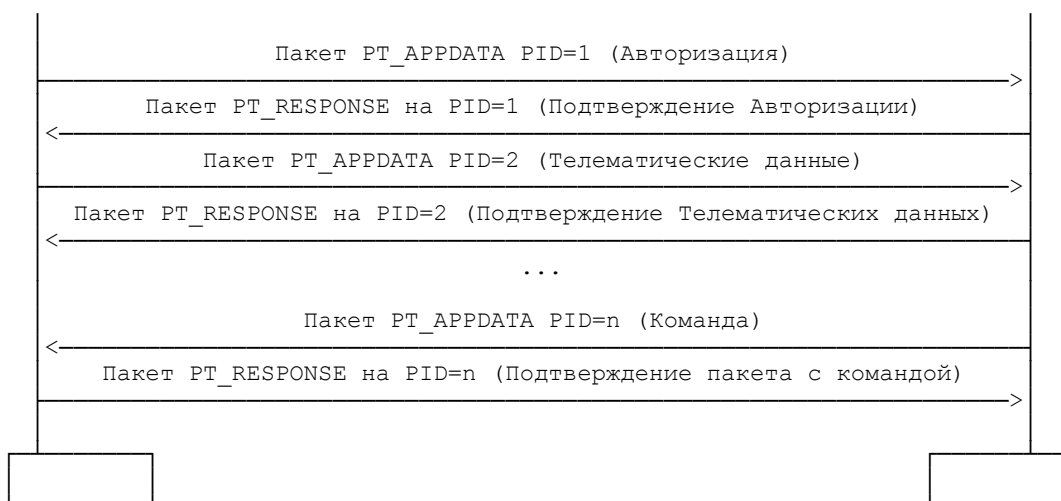 Пакет PT_APPDATA PID=1 (Авторизация)
Пакет PT_RESPONSE на PID=1 (Подтверждение Авторизации)
Пакет PT_APPDATA PID=2 (Телематические данные)
Пакет PT_RESPONSE на PID=2 (Подтверждение Телематических данных)
...
Пакет PT_APPDATA PID=n (Команда)
Пакет PT_RESPONSE на PID=n (Подтверждение пакета с командой)